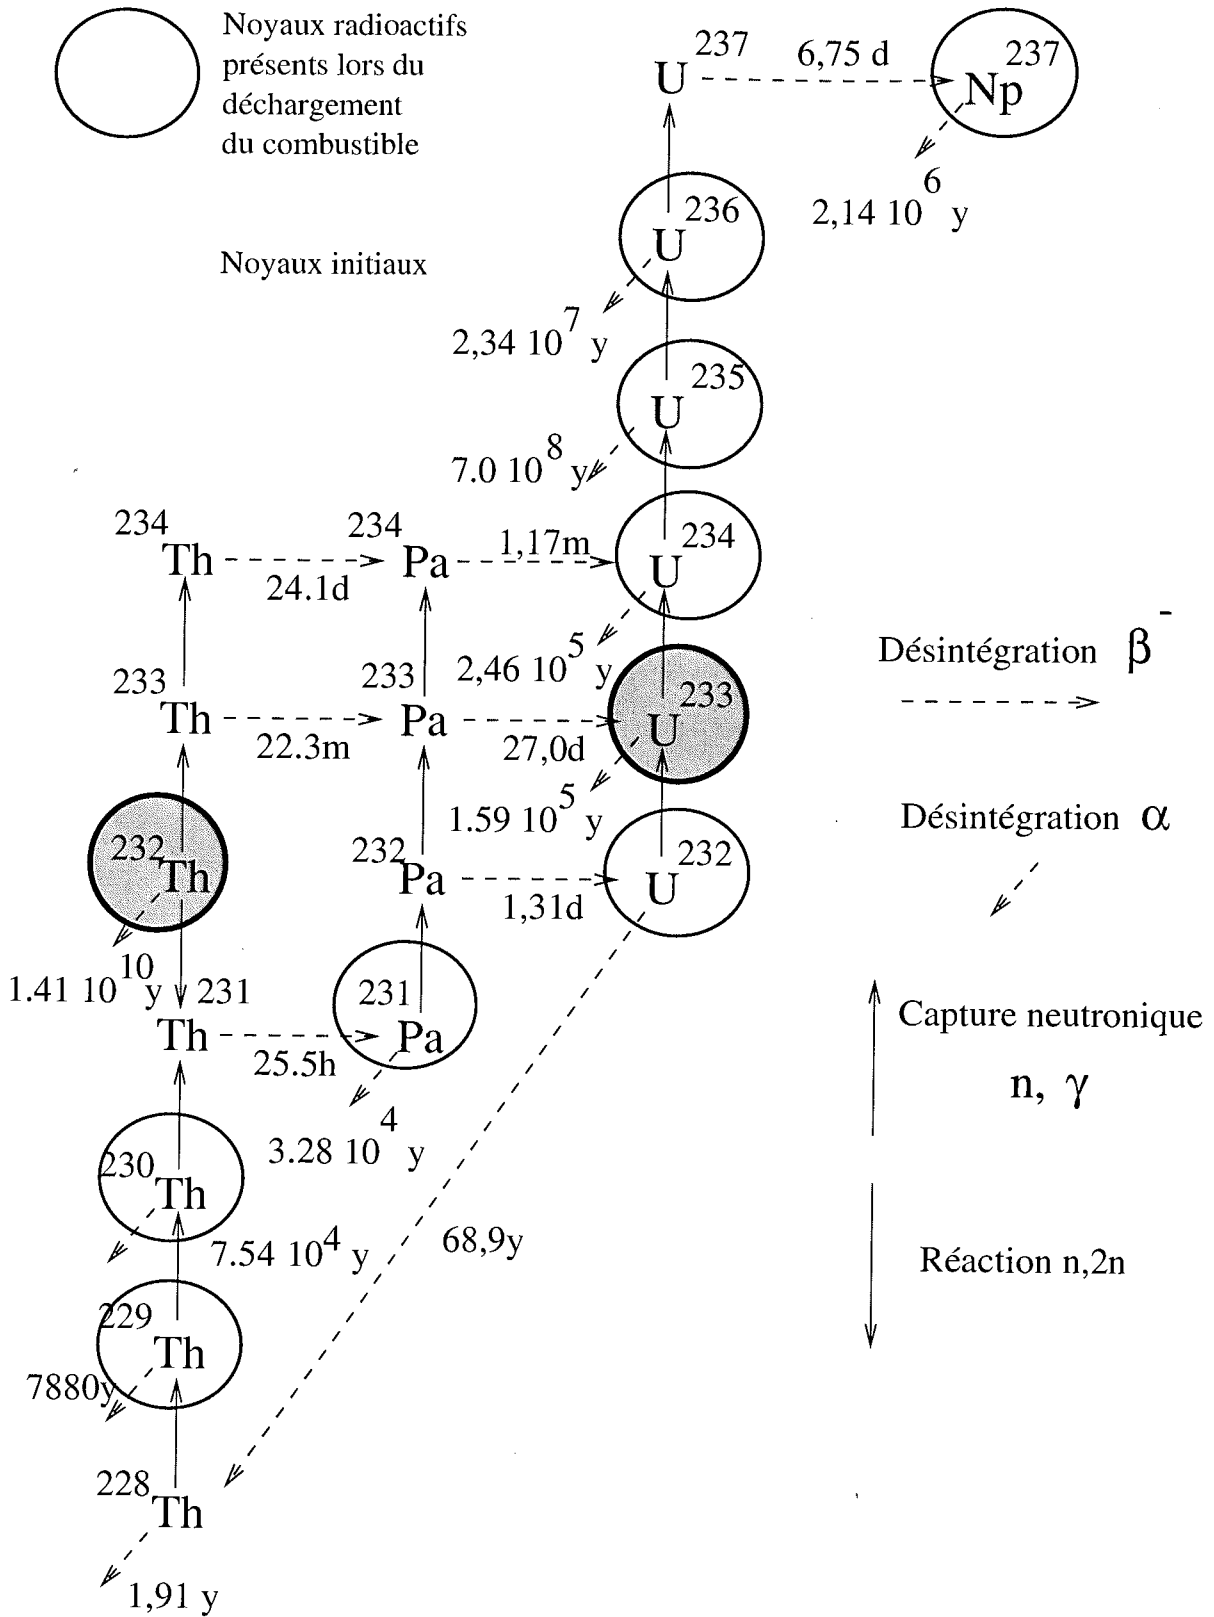 Noyaux radioactifs
présents lors du
déchargement
du combustible
U 237
6,75 d
Np 237
2,14 10^6 y
U 236
Noyaux initiaux
2,34 10^7 y
U 235
7.0 10^8 y
234 Th
24.1d
234 Pa
1,17m
U 234
2,46 10^5 y
Désintégration β-
233 Th
22.3m
233 Pa
27,0d
U 233
1.59 10^5 y
Désintégration α
232 Th
1.41 10^10 y
232 Pa
1,31d
U 232
231 Th
25.5h
231 Pa
3.28 10^4 y
Capture neutronique
n, γ
230 Th
7.54 10^4 y
68,9y
Réaction n,2n
229 Th
7880y
228 Th
1,91 y